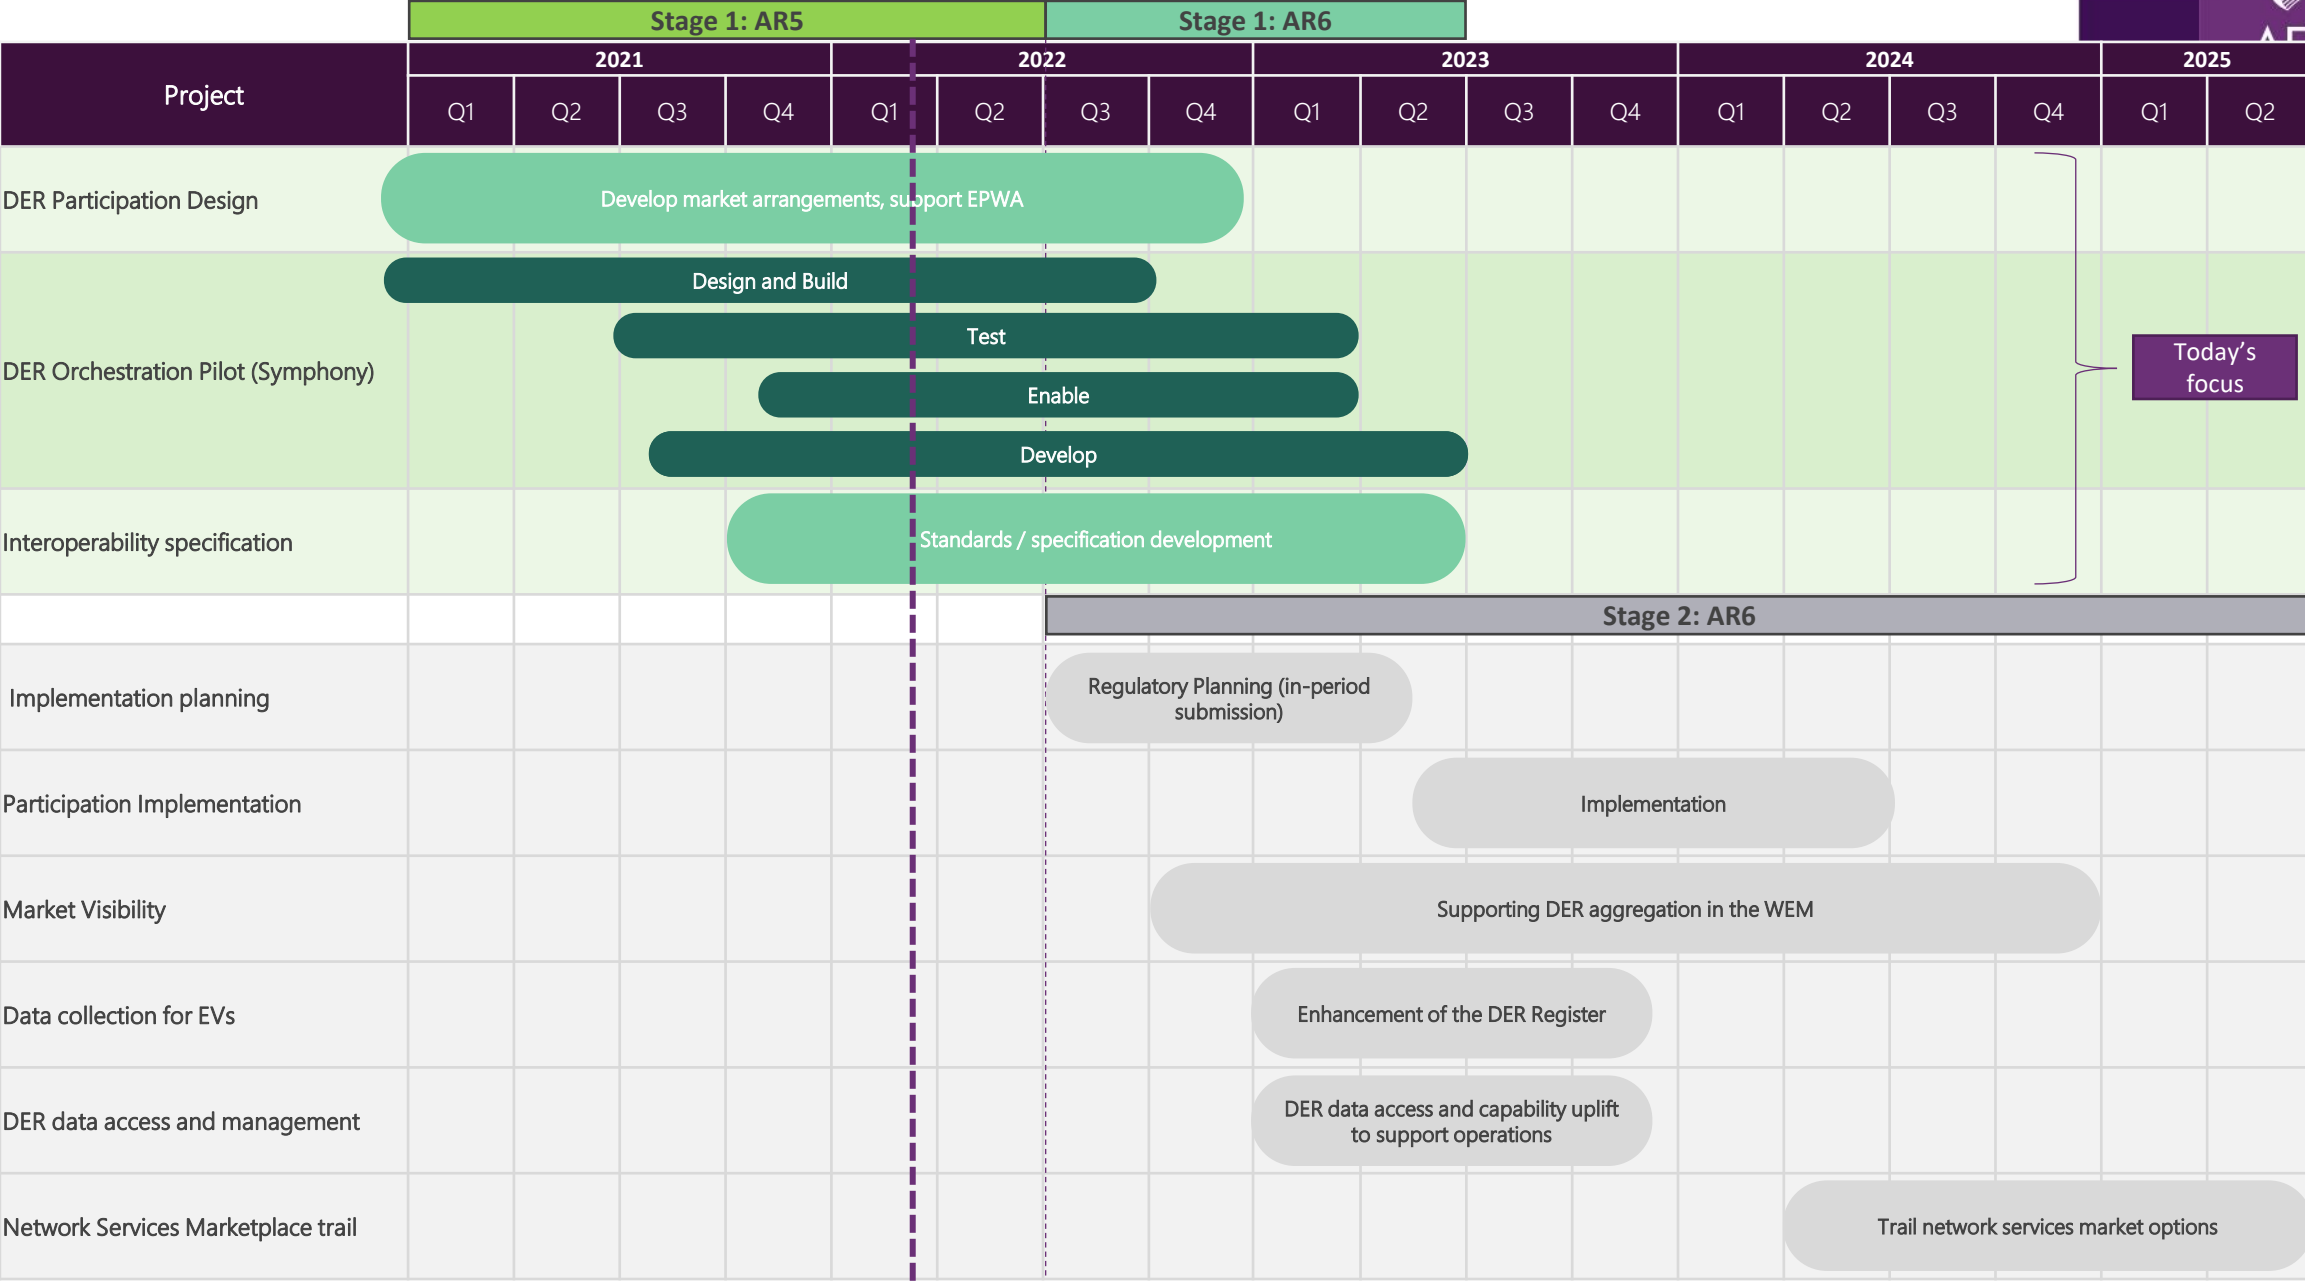 Stage 1: AR5
Stage 1: AR6
Project
2021
2022
2023
2024
2025
Q1
Q2
Q3
Q4
Q1
Q2
Q3
Q4
Q1
Q2
Q3
Q4
Q1
Q2
Q3
Q4
Q1
Q2
DER Participation Design
Develop market arrangements, support EPWA
DER Orchestration Pilot (Symphony)
Design and Build
Test
Enable
Develop
Today's
focus
Interoperability specification
Standards / specification development
Stage 2: AR6
Implementation planning
Regulatory Planning (in-period
submission)
Participation Implementation
Implementation
Market Visibility
Supporting DER aggregation in the WEM
Data collection for EVs
Enhancement of the DER Register
DER data access and management
DER data access and capability uplift
to support operations
Network Services Marketplace trail
Trail network services market options